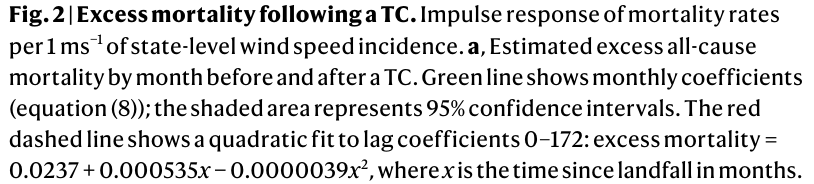 Fig. 2 | Excess mortality following a TC. Impulse response of mortality rates
per 1 ms⁻¹ of state-level wind speed incidence. a, Estimated excess all-cause
mortality by month before and after a TC. Green line shows monthly coefficients
(equation (8)); the shaded area represents 95% confidence intervals. The red
dashed line shows a quadratic fit to lag coefficients 0–172: excess mortality =
0.0237 + 0.000535x − 0.0000039x², where x is the time since landfall in months.